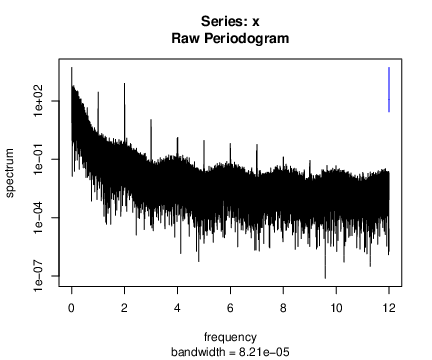 Series: x
Raw Periodogram
spectrum
1e+02
1e-01
1e-04
1e-07
0 2 4 6 8 10 12
frequency
bandwidth = 8.21e-05